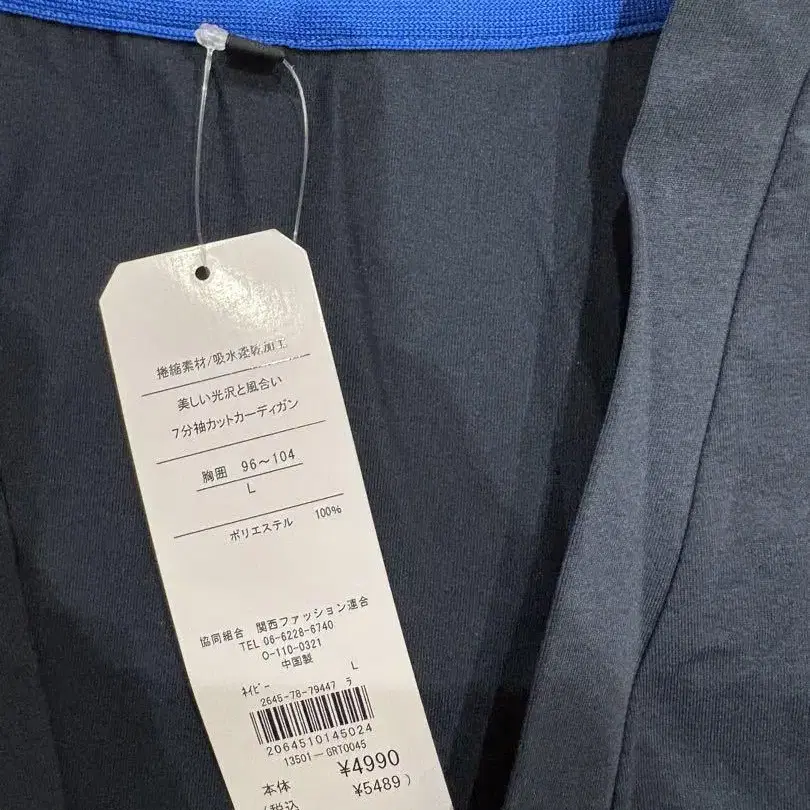 捲縮素材/吸水速乾加工
美しい光沢と風合い
7分袖カットカーディガン
胸囲 96～104
L
ポリエステル 100%
協同組合 関西ファッション連合
TEL 06-6228-6740
O-110-0321
中国製
ﾈｲﾋﾞｰ L
2645-78-79447 ラ
2064510145024
13501-GRT0045
本体 ¥4990
(税込 ¥5489)